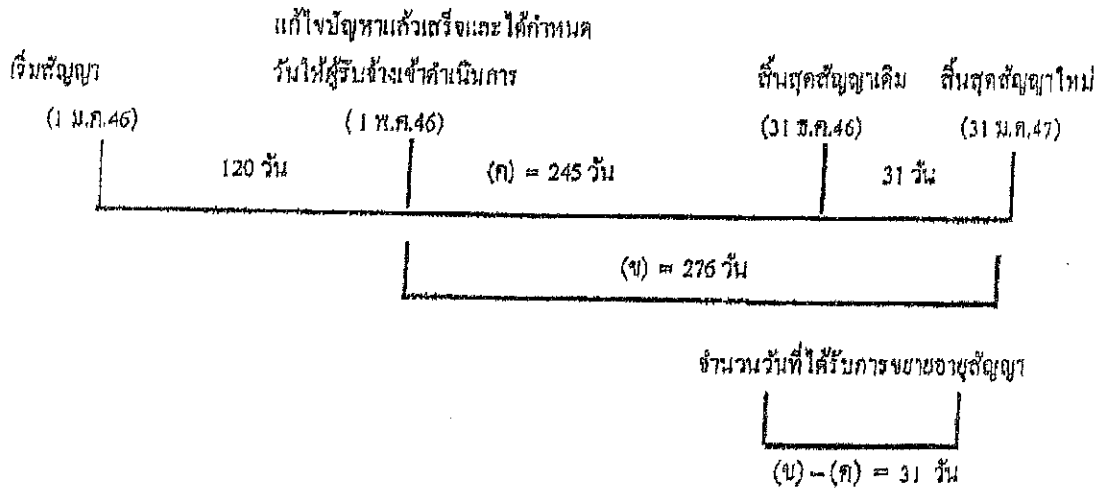 แก้ไขปัญหาแล้วเสร็จและได้กำหนด
เริ่มสัญญา วันให้ผู้รับจ้างเข้าดำเนินการ สิ้นสุดสัญญาเดิม สิ้นสุดสัญญาใหม่
(1 ม.ค.46) (1 พ.ค.46) (31 ธ.ค.46) (31 ม.ค.47)
120 วัน (ค) = 245 วัน 31 วัน
(ข) = 276 วัน
จำนวนวันที่ได้รับการขยายอายุสัญญา
(ข) – (ค) = 31 วัน